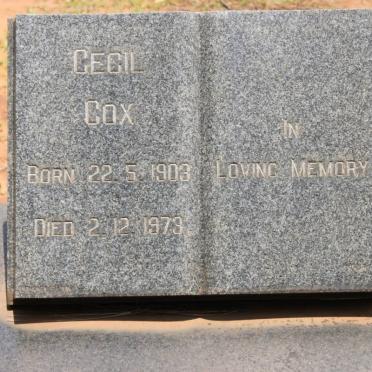 CECIL
COX
BORN 22.5.1903
DIED 2.12.1973
IN
LOVING MEMORY